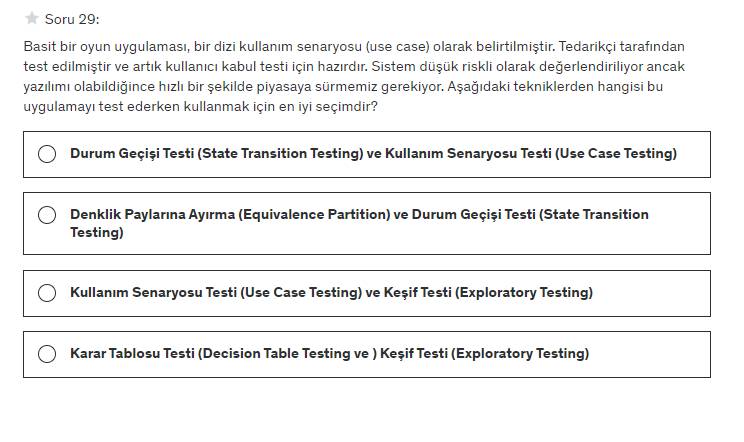 Soru 29:
Basit bir oyun uygulaması, bir dizi kullanım senaryosu (use case) olarak belirtilmiştir. Tedarikçi tarafından
test edilmiştir ve artık kullanıcı kabul testi için hazırdır. Sistem düşük riskli olarak değerlendiriliyor ancak
yazılımı olabildiğince hızlı bir şekilde piyasaya sürmemiz gerekiyor. Aşağıdaki tekniklerden hangisi bu
uygulamayı test ederken kullanmak için en iyi seçimdir?
Durum Geçişi Testi (State Transition Testing) ve Kullanım Senaryosu Testi (Use Case Testing)
Denklik Paylarına Ayırma (Equivalence Partition) ve Durum Geçişi Testi (State Transition
Testing)
Kullanım Senaryosu Testi (Use Case Testing) ve Keşif Testi (Exploratory Testing)
Karar Tablosu Testi (Decision Table Testing ve ) Keşif Testi (Exploratory Testing)